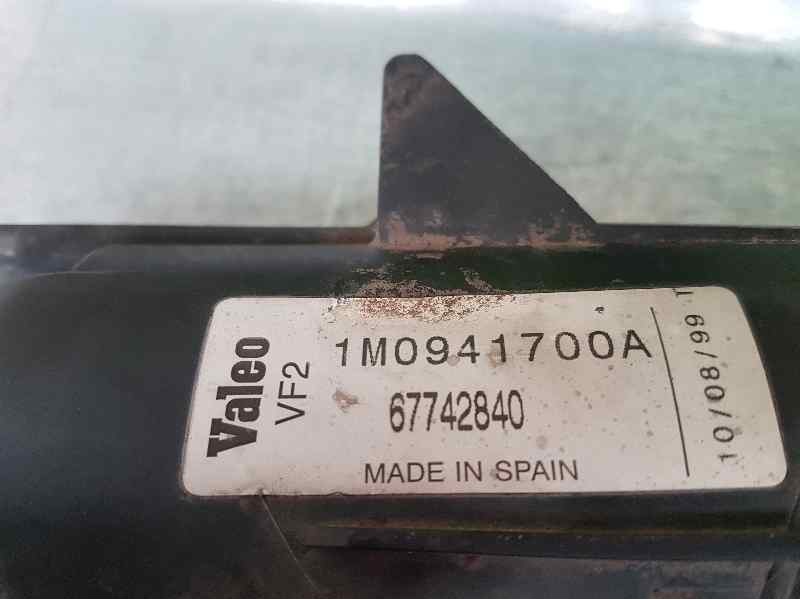 Valeo
VF2
1M0941700A
67742840
MADE IN SPAIN
10/08/99 T